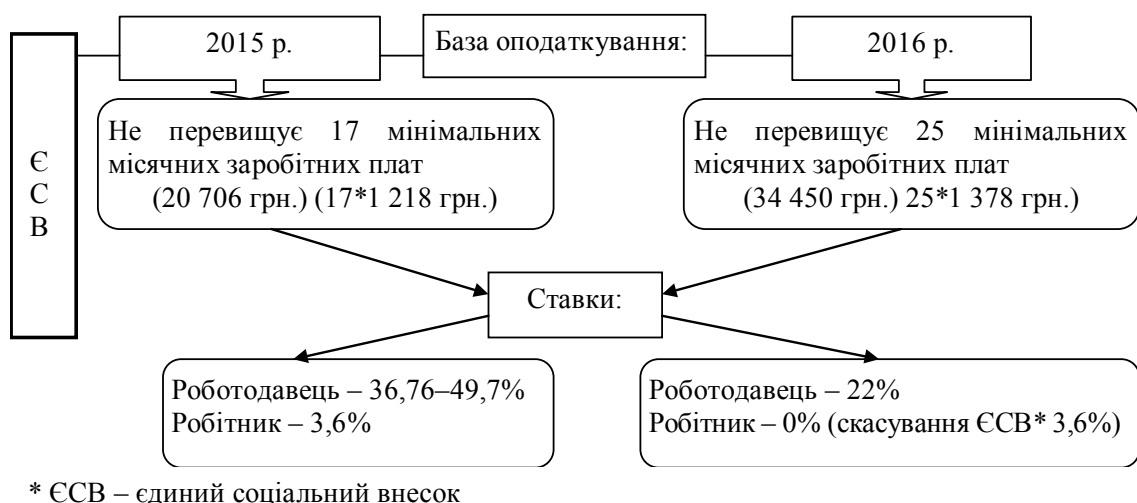 2015 р.
База оподаткування:
2016 р.
Є
С
В
Не перевищує 17 мінімальних
місячних заробітних плат
(20 706 грн.) (17*1 218 грн.)
Не перевищує 25 мінімальних
місячних заробітних плат
(34 450 грн.) 25*1 378 грн.)
Ставки:
Роботодавець – 36,76–49,7%
Робітник – 3,6%
Роботодавець – 22%
Робітник – 0% (скасування ЄСВ* 3,6%)
* ЄСВ – єдиний соціальний внесок